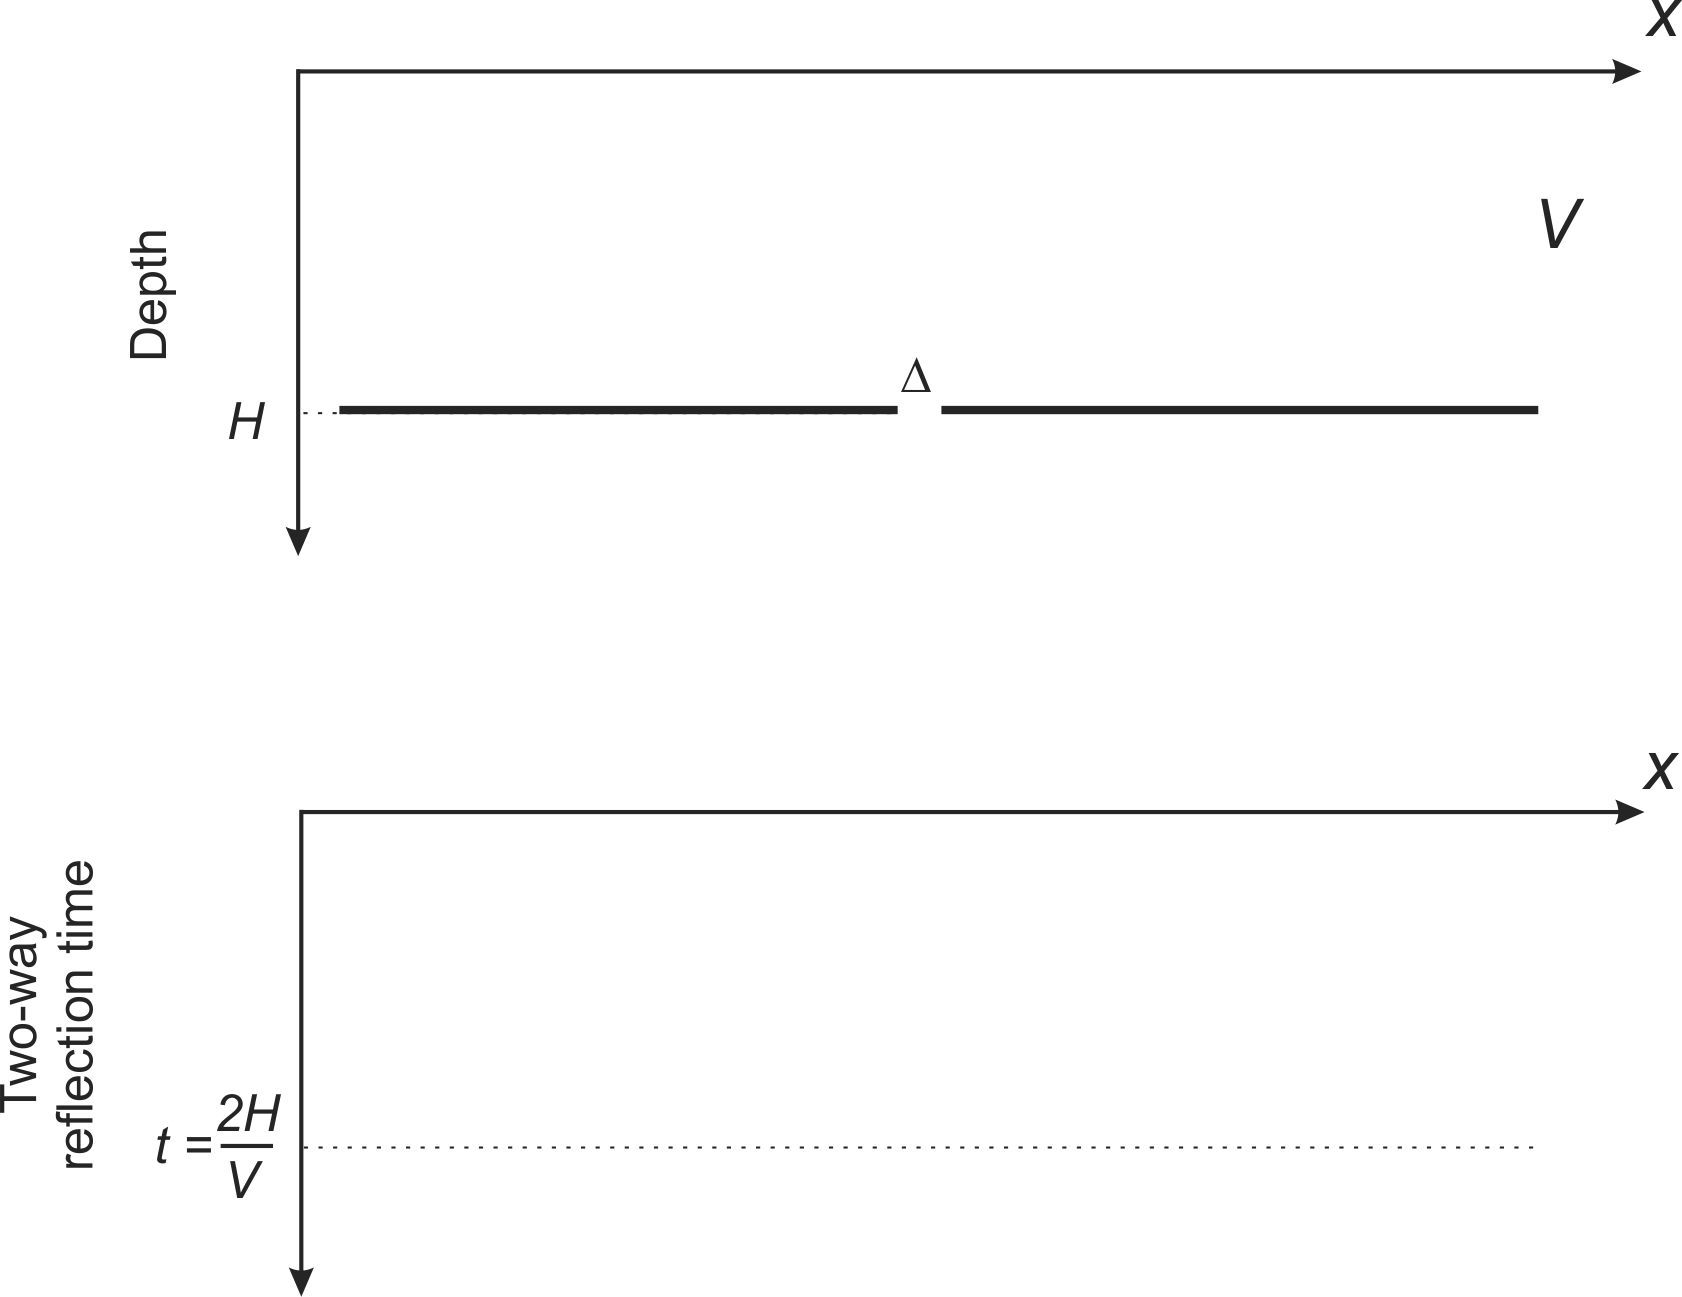 x
V
Depth
Δ
H
x
Two-way
reflection time
t = 2H/V